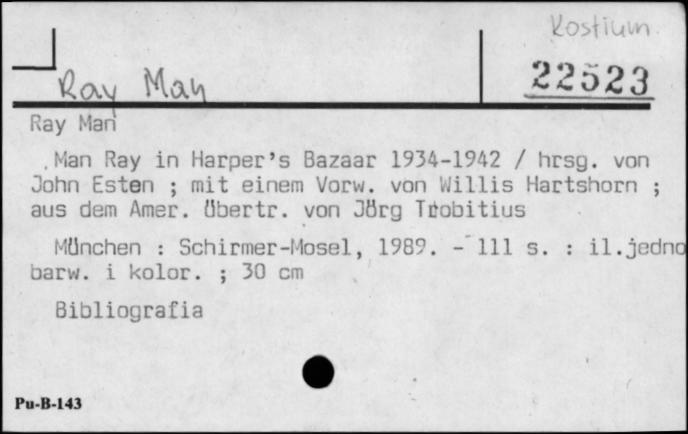 Kostium.
22523
Ray Man
Ray Man
Man Ray in Harper's Bazaar 1934-1942 / hrsg. von
John Esten ; mit einem Vorw. von Willis Hartshorn ;
aus dem Amer. Übertr. von Jörg Trobitius
München : Schirmer-Mosel, 1989. - 111 s. : il.jedno
barw. i kolor. ; 30 cm
Bibliografia
Pu-B-143